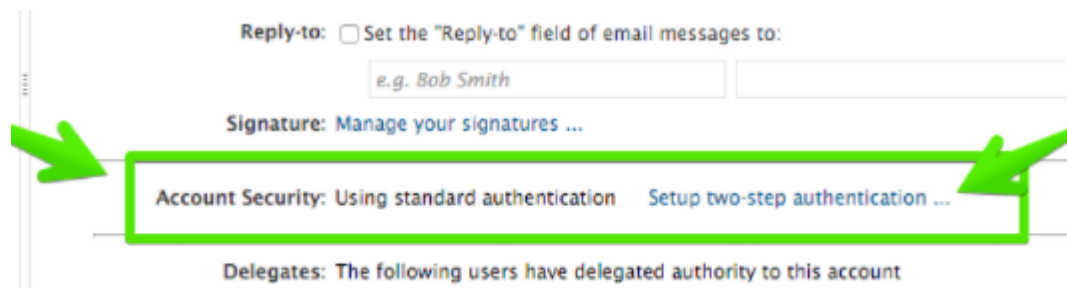 Reply-to: Set the "Reply-to" field of email messages to:
e.g. Bob Smith
Signature: Manage your signatures ...
Account Security: Using standard authentication Setup two-step authentication ...
Delegates: The following users have delegated authority to this account